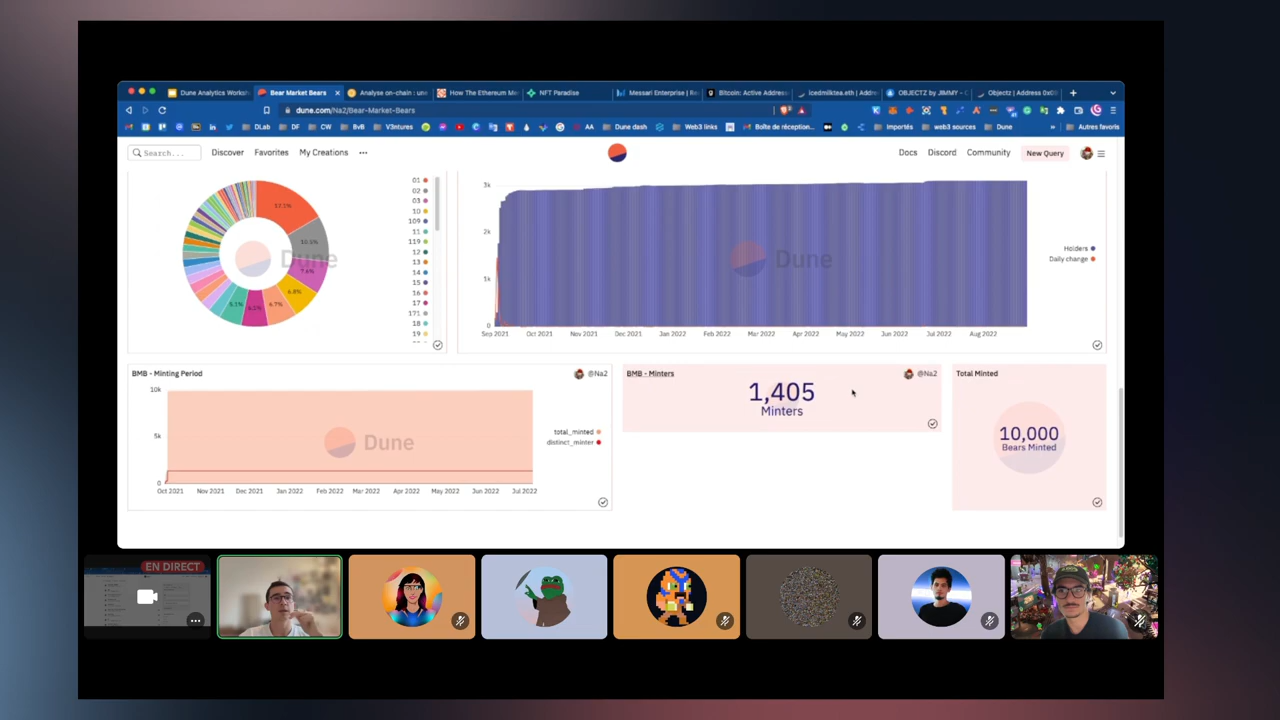 Dune Analytics Worksh
Bear Market Bears
Analyse on-chain : une
How The Ethereum Me
NFT Paradise
Messari Enterprise | R
Bitcoin: Active Address
icedmilktea.eth | Addre
OBJECTZ by JIMMY -
Objectz | Address 0x0
dune.com/Na2/Bear-Market-Bears
DLab
DF
CW
BvB
V3ntures
AA
Dune dash
Web3 links
Boîte de réception...
Importés
web3 sources
Dune
Autres favoris
Search...
Discover
Favorites
My Creations
Docs
Discord
Community
New Query
17.5%
10.5%
7.6%
6.8%
6.7%
5.1%
01
02
03
10
109
11
119
12
13
14
15
16
17
171
18
19
Dune
3k
2k
1k
0
Sep 2021
Oct 2021
Nov 2021
Dec 2021
Jan 2022
Feb 2022
Mar 2022
Apr 2022
May 2022
Jun 2022
Jul 2022
Aug 2022
Dune
Holders
Daily change
BMB - Minting Period
@Na2
10k
5k
0
Dune
total_minted
distinct_minter
Oct 2021
Nov 2021
Dec 2021
Jan 2022
Feb 2022
Mar 2022
Apr 2022
May 2022
Jun 2022
Jul 2022
BMB - Minters
@Na2
1,405
Minters
Total Minted
10,000
Bears Minted
EN DIRECT